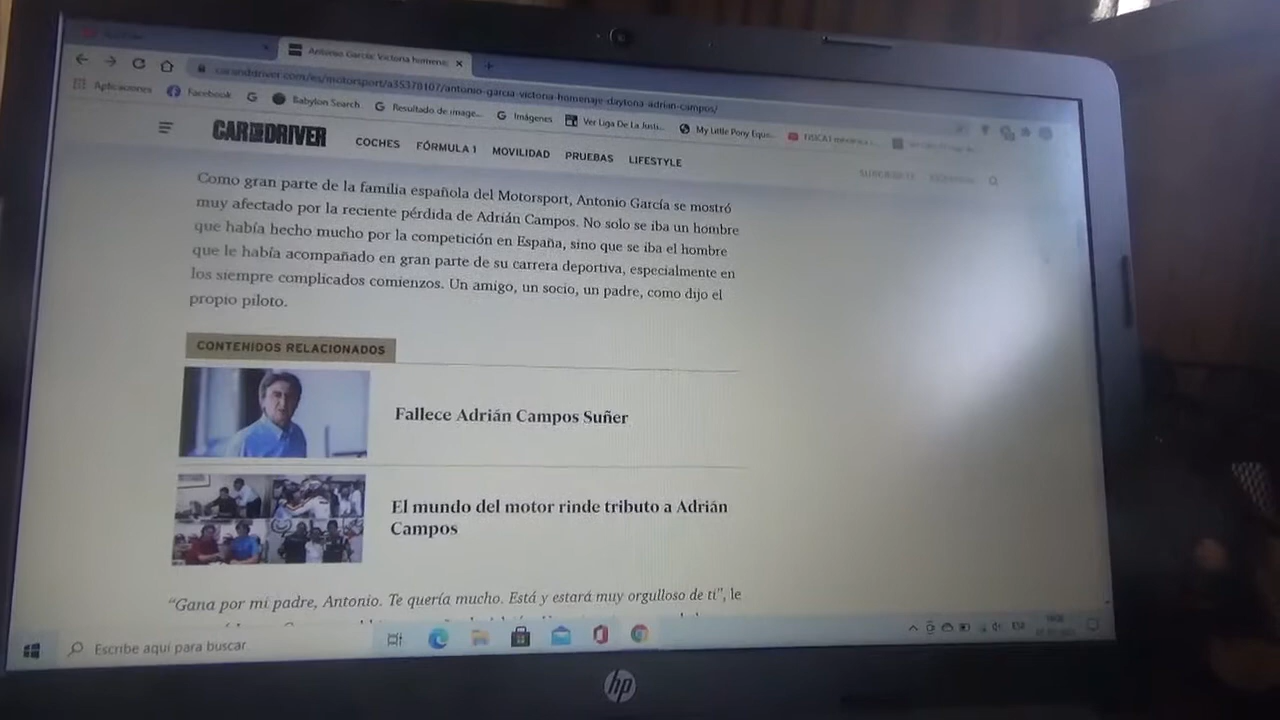 Antonio García: Victoria homena
caranddriver.com/es/motorsport/a35378107/antonio-garcia-victoria-homenaje-daytona-adrian-campos/
Aplicaciones
Facebook
Babylon Search
Resultado de image...
Imágenes
Ver Liga De La Justi...
My Little Pony Eque...
CAR AND DRIVER
COCHES
FÓRMULA 1
MOVILIDAD
PRUEBAS
LIFESTYLE
Como gran parte de la familia española del Motorsport, Antonio García se mostró
muy afectado por la reciente pérdida de Adrián Campos. No solo se iba un hombre
que había hecho mucho por la competición en España, sino que se iba el hombre
que le había acompañado en gran parte de su carrera deportiva, especialmente en
los siempre complicados comienzos. Un amigo, un socio, un padre, como dijo el
propio piloto.
CONTENIDOS RELACIONADOS
Fallece Adrián Campos Suñer
El mundo del motor rinde tributo a Adrián
Campos
“Gana por mi padre, Antonio. Te quería mucho. Está y estará muy orgulloso de ti”, le
Escribe aquí para buscar
ESP
hp